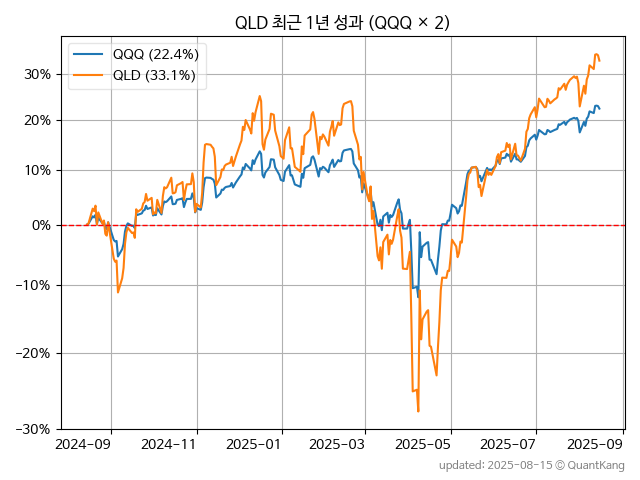 QLD 최근 1년 성과 (QQQ × 2)
QQQ (22.4%)
QLD (33.1%)
30%
20%
10%
0%
−10%
−20%
−30%
2024-09 2024-11 2025-01 2025-03 2025-05 2025-07 2025-09
updated: 2025-08-15 © QuantKang